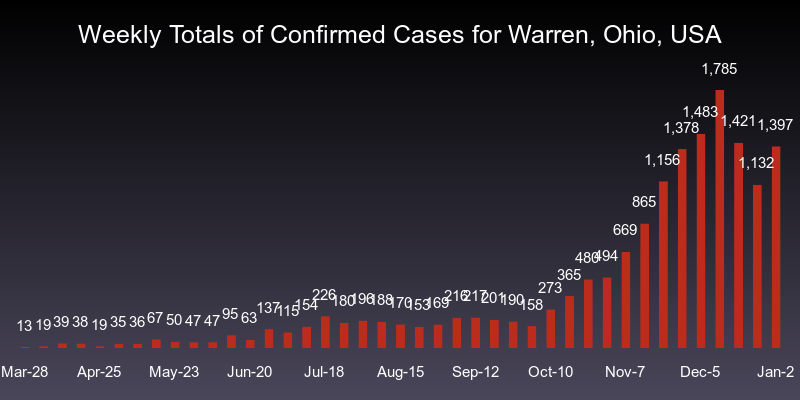 Weekly Totals of Confirmed Cases for Warren, Ohio, USA
13 19 39 38 19 35 36 67 50 47 47 95 63 137 115 154 226 180 196 188 170 153 169 216 217 201 190 158 273 365 480 494 669 865 1,156 1,378 1,483 1,785 1,421 1,132 1,397
Mar-28 Apr-25 May-23 Jun-20 Jul-18 Aug-15 Sep-12 Oct-10 Nov-7 Dec-5 Jan-2